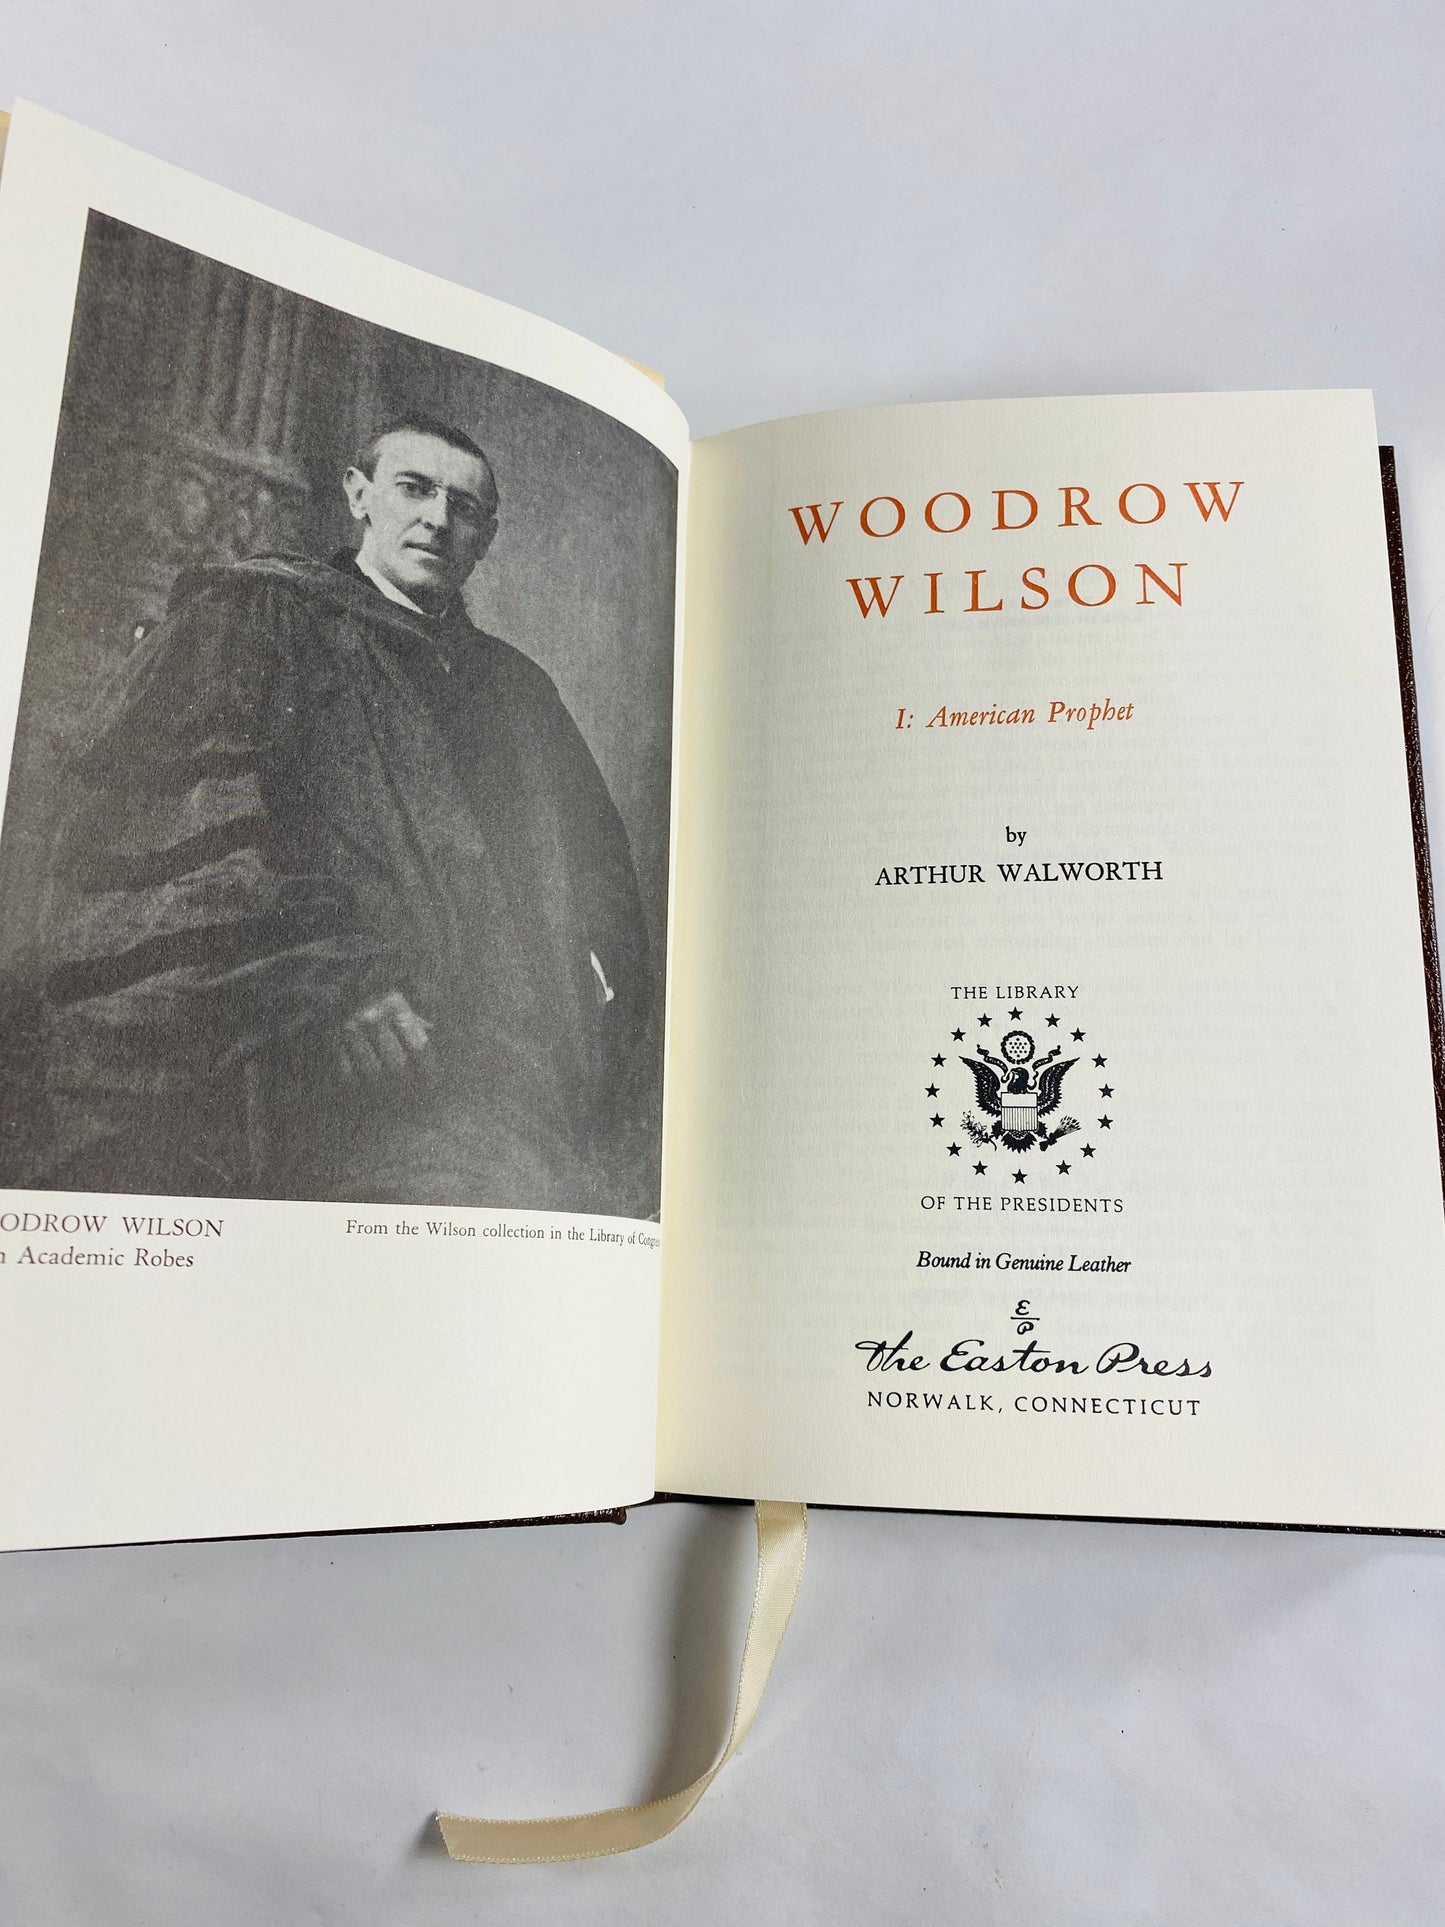 ODROW WILSON
Academic Robes
From the Wilson collection in the Library of Congres
WOODROW
WILSON
I: American Prophet
by
ARTHUR WALWORTH
THE LIBRARY
OF THE PRESIDENTS
Bound in Genuine Leather
E
P
The Easton Press
NORWALK, CONNECTICUT